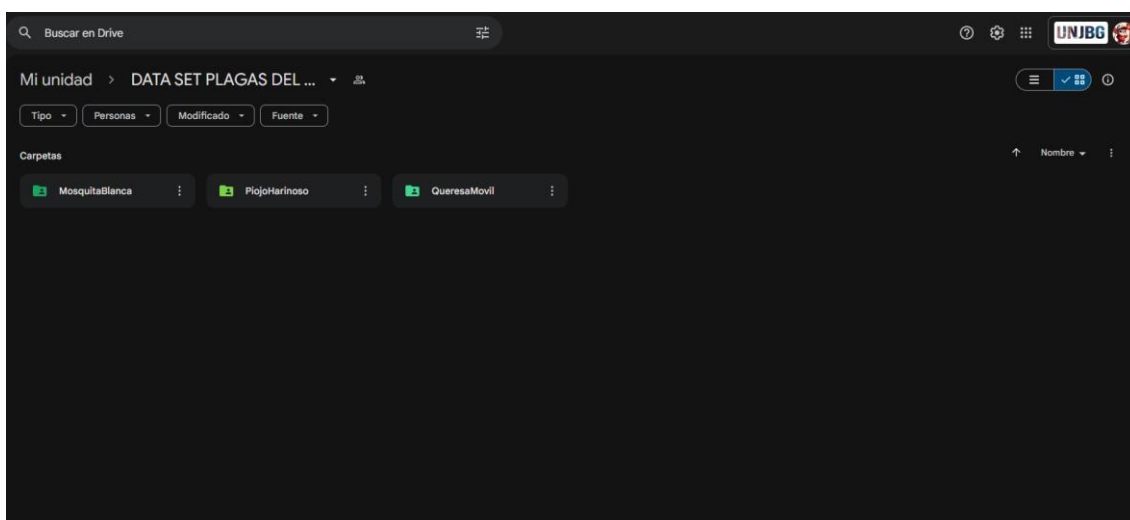 Buscar en Drive
UNJBG
Mi unidad > DATA SET PLAGAS DEL ...
Tipo Personas Modificado Fuente
Carpetas
Nombre
MosquitaBlanca PiojoHarinoso QueresaMovil